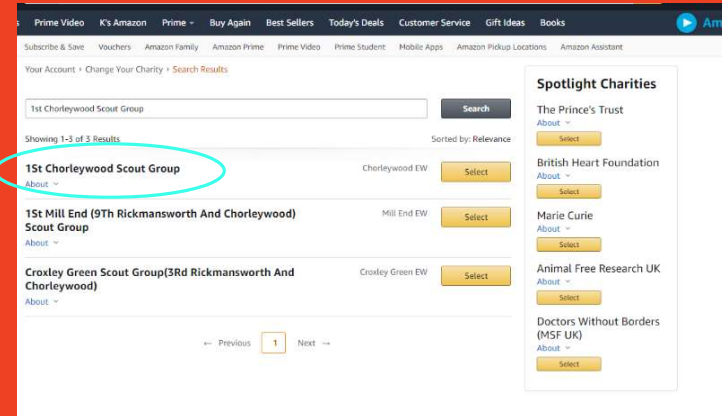 Prime Video K's Amazon Prime Buy Again Best Sellers Today's Deals Customer Service Gift Ideas Books
Subscribe & Save Vouchers Amazon Family Amazon Prime Prime Video Prime Student Mobile Apps Amazon Pickup Locations Amazon Assistant
Your Account › Change Your Charity › Search Results
1st Chorleywood Scout Group
Search
Showing 1-3 of 3 Results
Sorted by: Relevance
1St Chorleywood Scout Group
Chorleywood EW
Select
About
1St Mill End (9Th Rickmansworth And Chorleywood)
Scout Group
Mill End EW
Select
About
Croxley Green Scout Group(3Rd Rickmansworth And
Chorleywood)
Croxley Green EW
Select
About
← Previous 1 Next →
Spotlight Charities
The Prince's Trust
About
Select
British Heart Foundation
About
Select
Marie Curie
About
Select
Animal Free Research UK
About
Select
Doctors Without Borders
(MSF UK)
About
Select